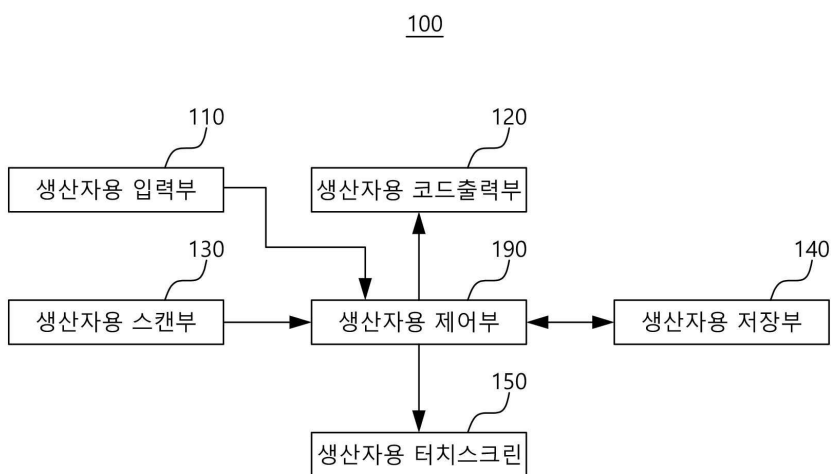 100
110
120
생산자용 입력부
생산자용 코드출력부
130
190
140
생산자용 스캔부
생산자용 제어부
생산자용 저장부
150
생산자용 터치스크린